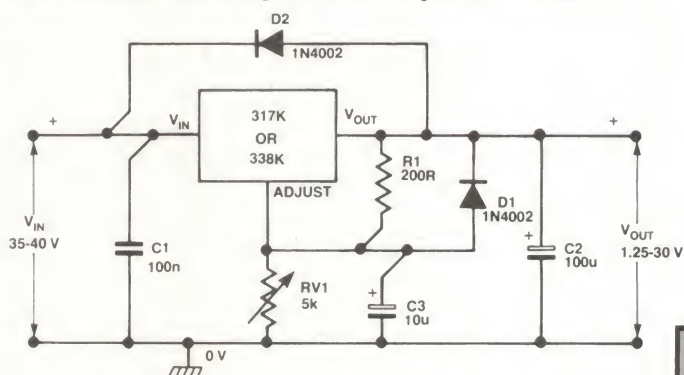 D2
1N4002
+
V_IN
317K
OR
338K
V_OUT
+
ADJUST
R1
200R
D1
1N4002
V_IN
35-40 V
C1
100n
RV1
5k
+
C3
10u
+
C2
100u
V_OUT
1.25-30 V
0 V